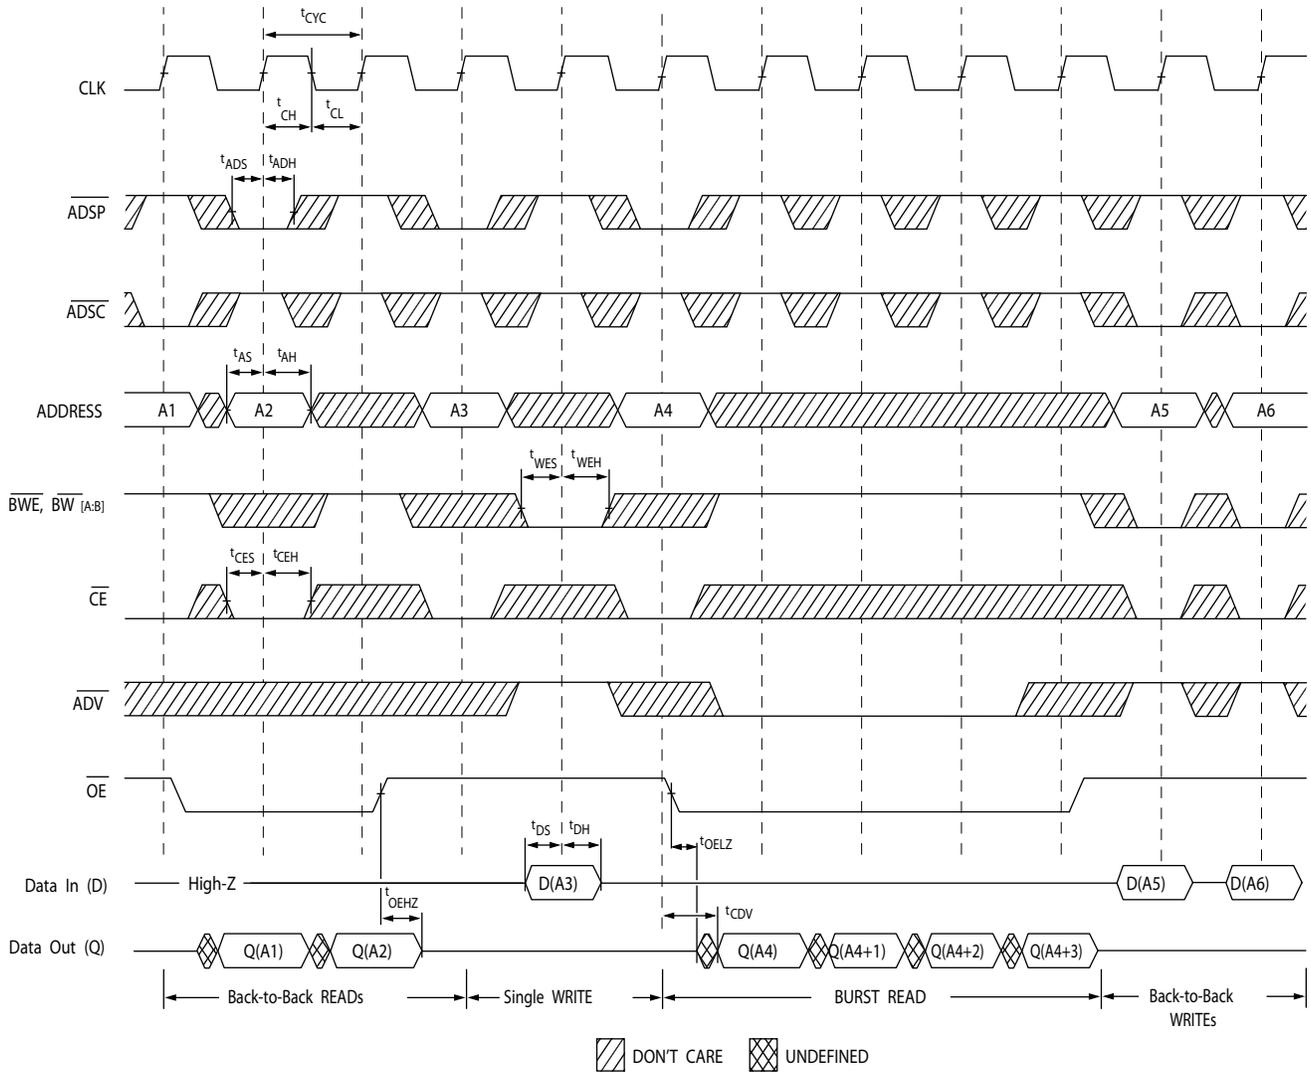 tCYC
CLK
tCH
tCL
tADS
tADH
ADSP
ADSC
tAS
tAH
ADDRESS
A1
A2
A3
A4
A5
A6
tWES
tWEH
BWE, BW [A:B]
tCES
tCEH
CE
ADV
OE
tDS
tDH
tOELZ
Data In (D)
High-Z
D(A3)
D(A5)
D(A6)
tOEHZ
tCDV
Data Out (Q)
Q(A1)
Q(A2)
Q(A4)
Q(A4+1)
Q(A4+2)
Q(A4+3)
Back-to-Back READs
Single WRITE
BURST READ
Back-to-Back
WRITEs
DON'T CARE
UNDEFINED